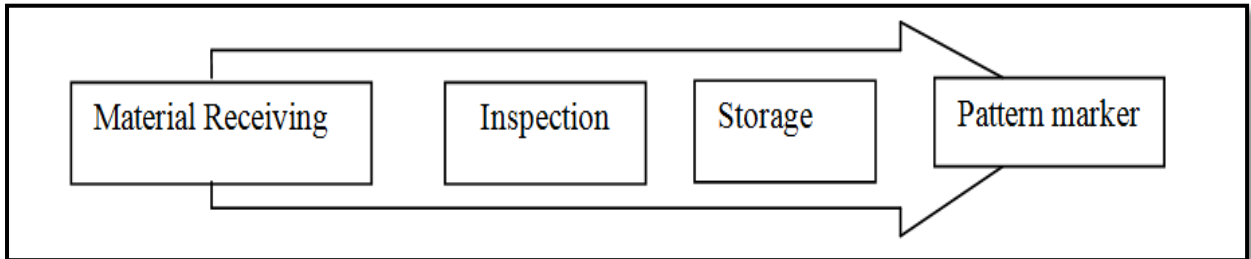 Material Receiving
Inspection
Storage
Pattern marker